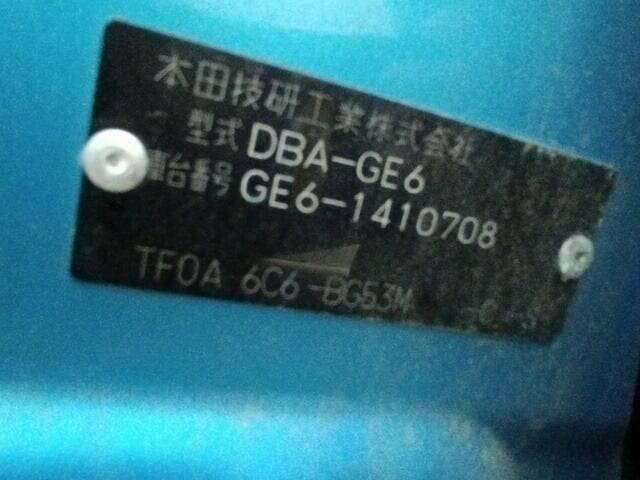 本田技研工業株式会社
型式 DBA-GE6
車台番号 GE6-1410708
TF0A 6C6-BG53M